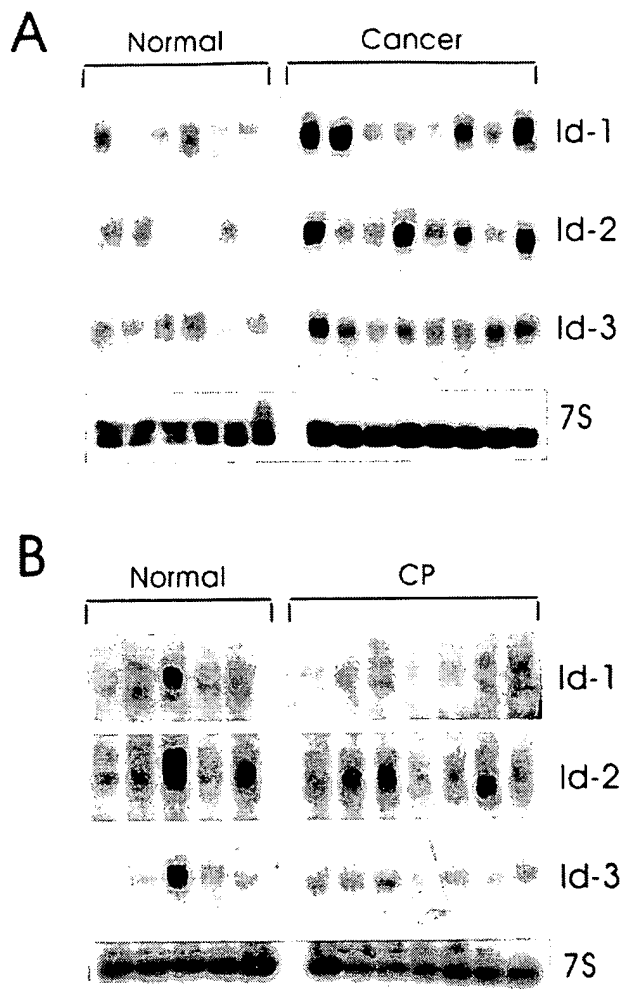 A
Normal Cancer
Id-1
Id-2
Id-3
7S
B
Normal CP
Id-1
Id-2
Id-3
7S